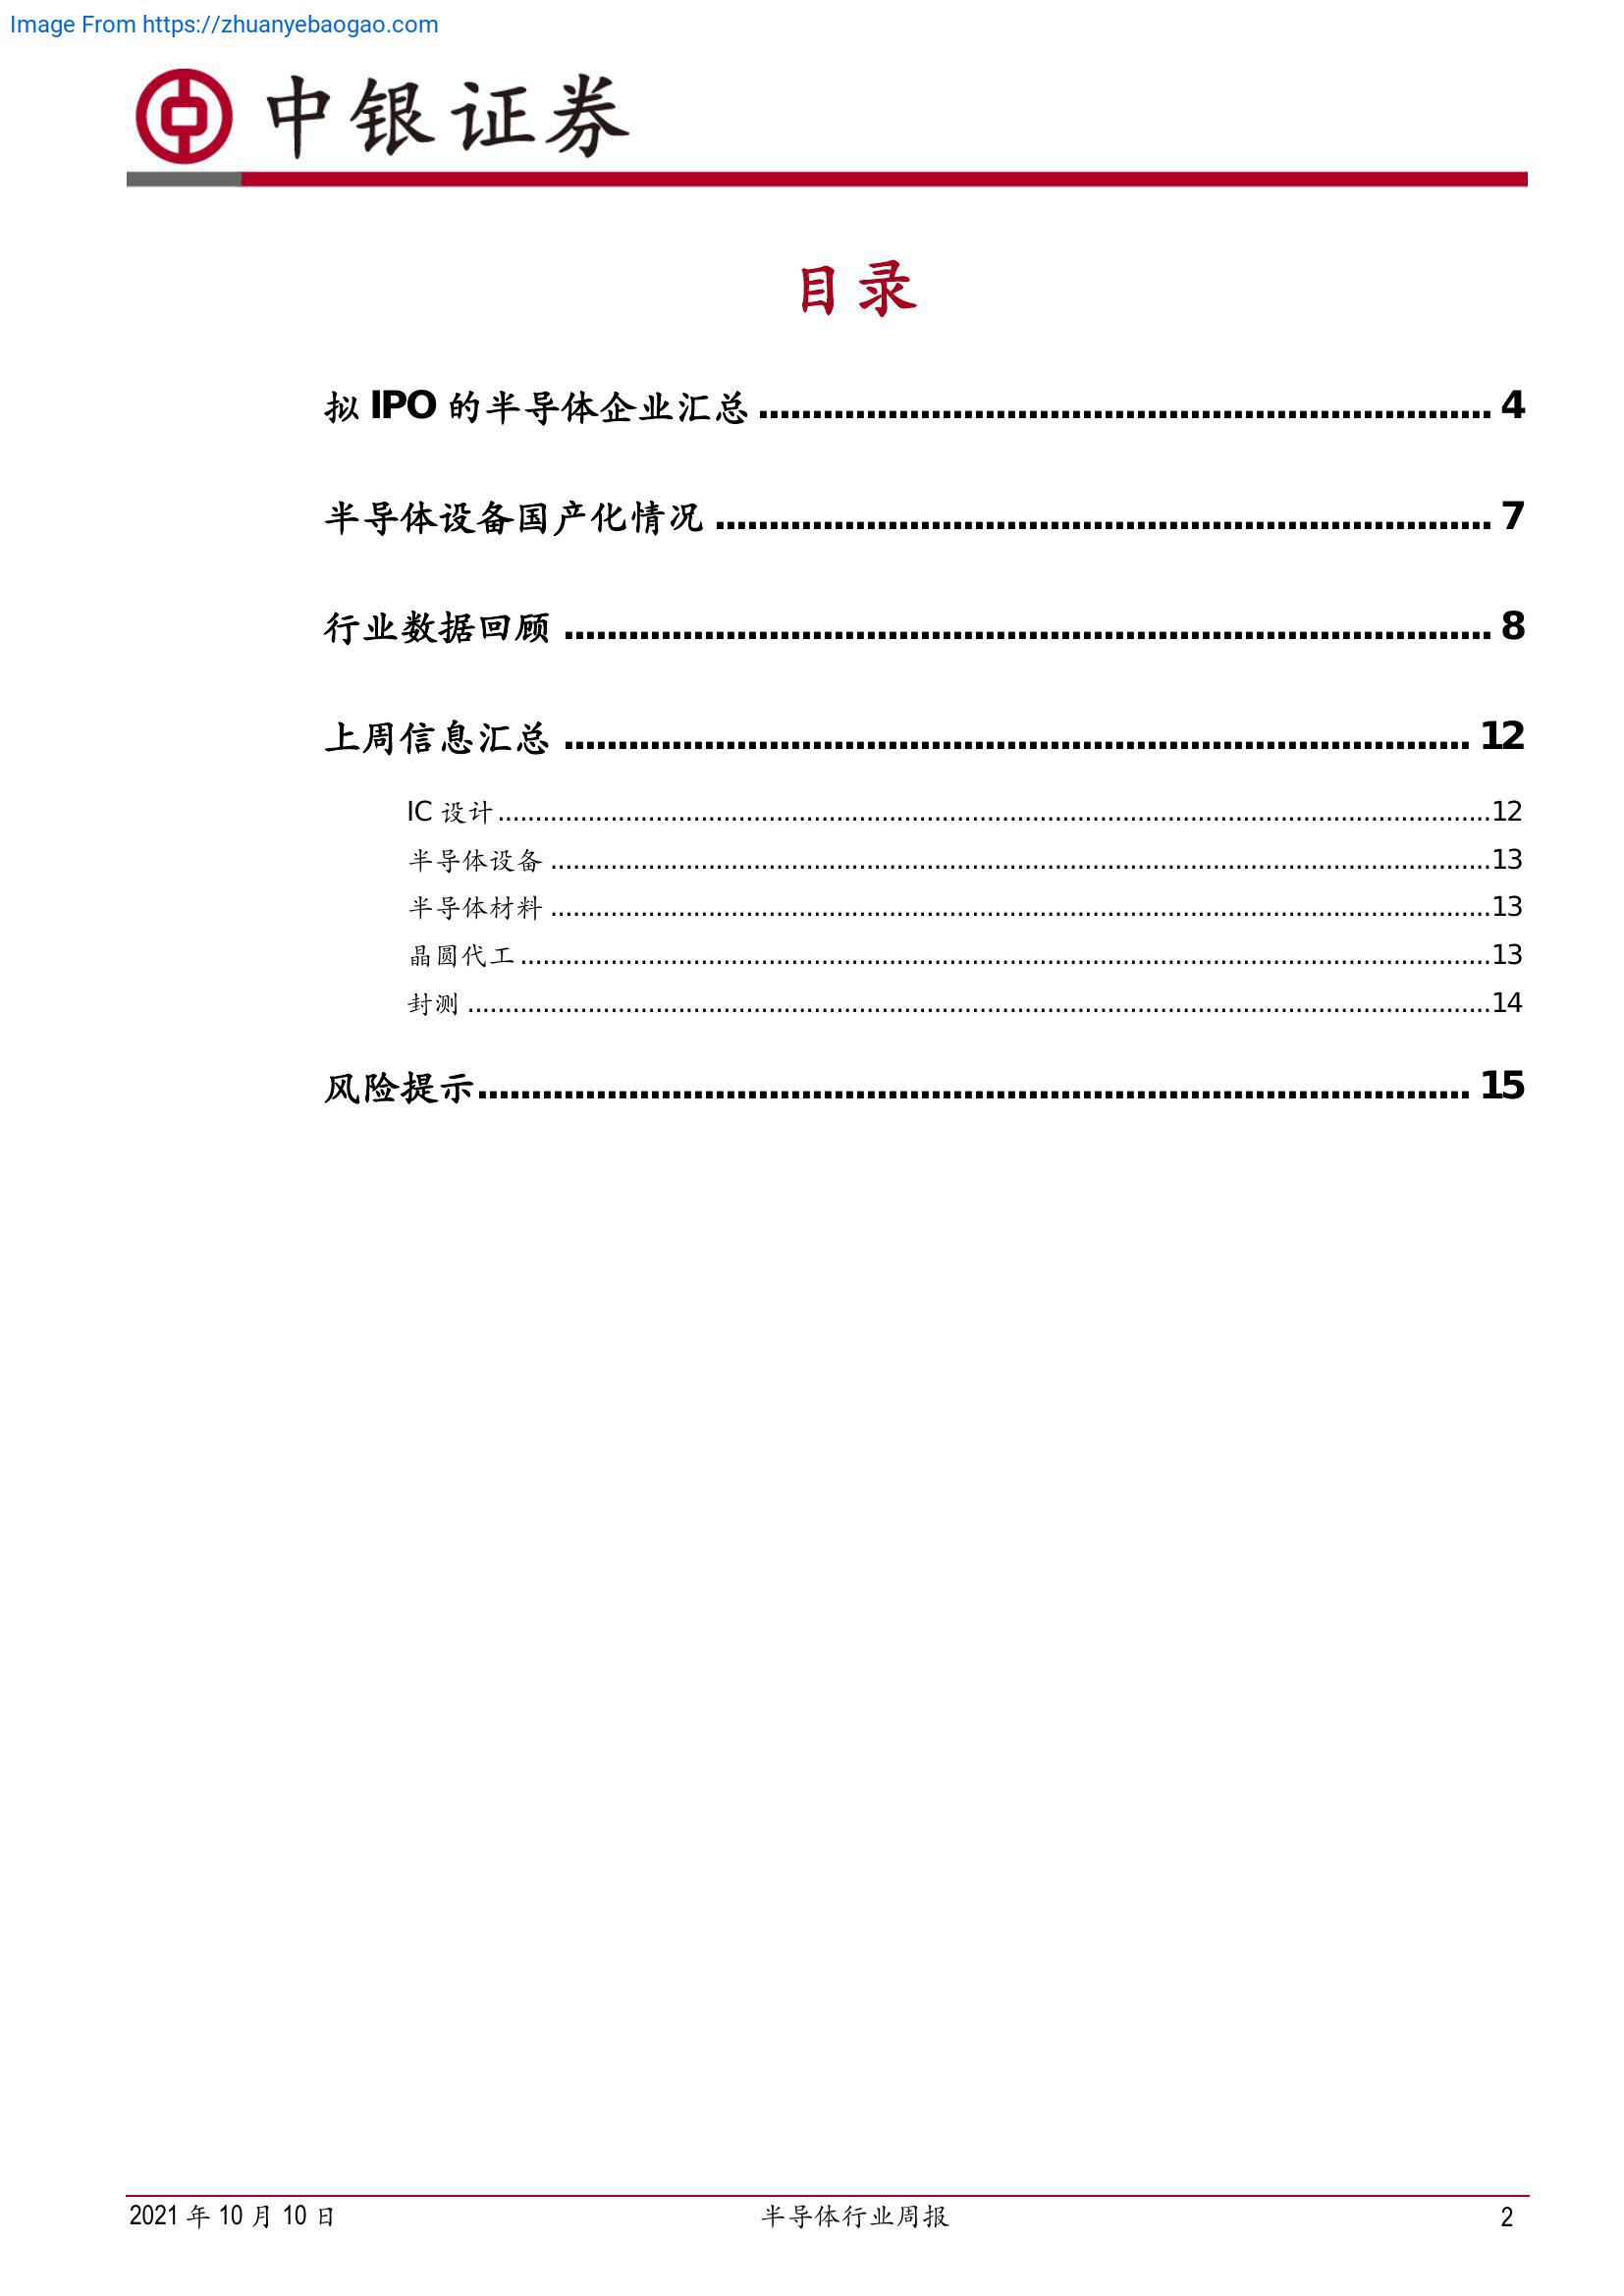 Image From https://zhuanyebaogao.com
中银证券
目录
拟 IPO 的半导体企业汇总 ........................................................................ 4
半导体设备国产化情况 ............................................................................ 7
行业数据回顾 ........................................................................................... 8
上周信息汇总 ......................................................................................... 12
IC 设计 ....................................................................................................12
半导体设备 ..............................................................................................13
半导体材料 ..............................................................................................13
晶圆代工 .................................................................................................13
封测 ........................................................................................................14
风险提示 ................................................................................................. 15
2021 年 10 月 10 日 半导体行业周报 2